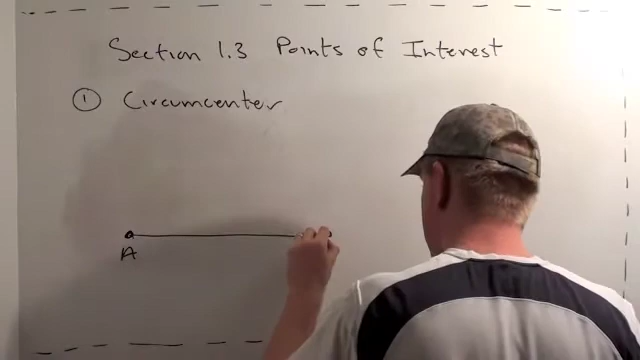 Section 1.3 Points of Interest
① Circumcenter
A